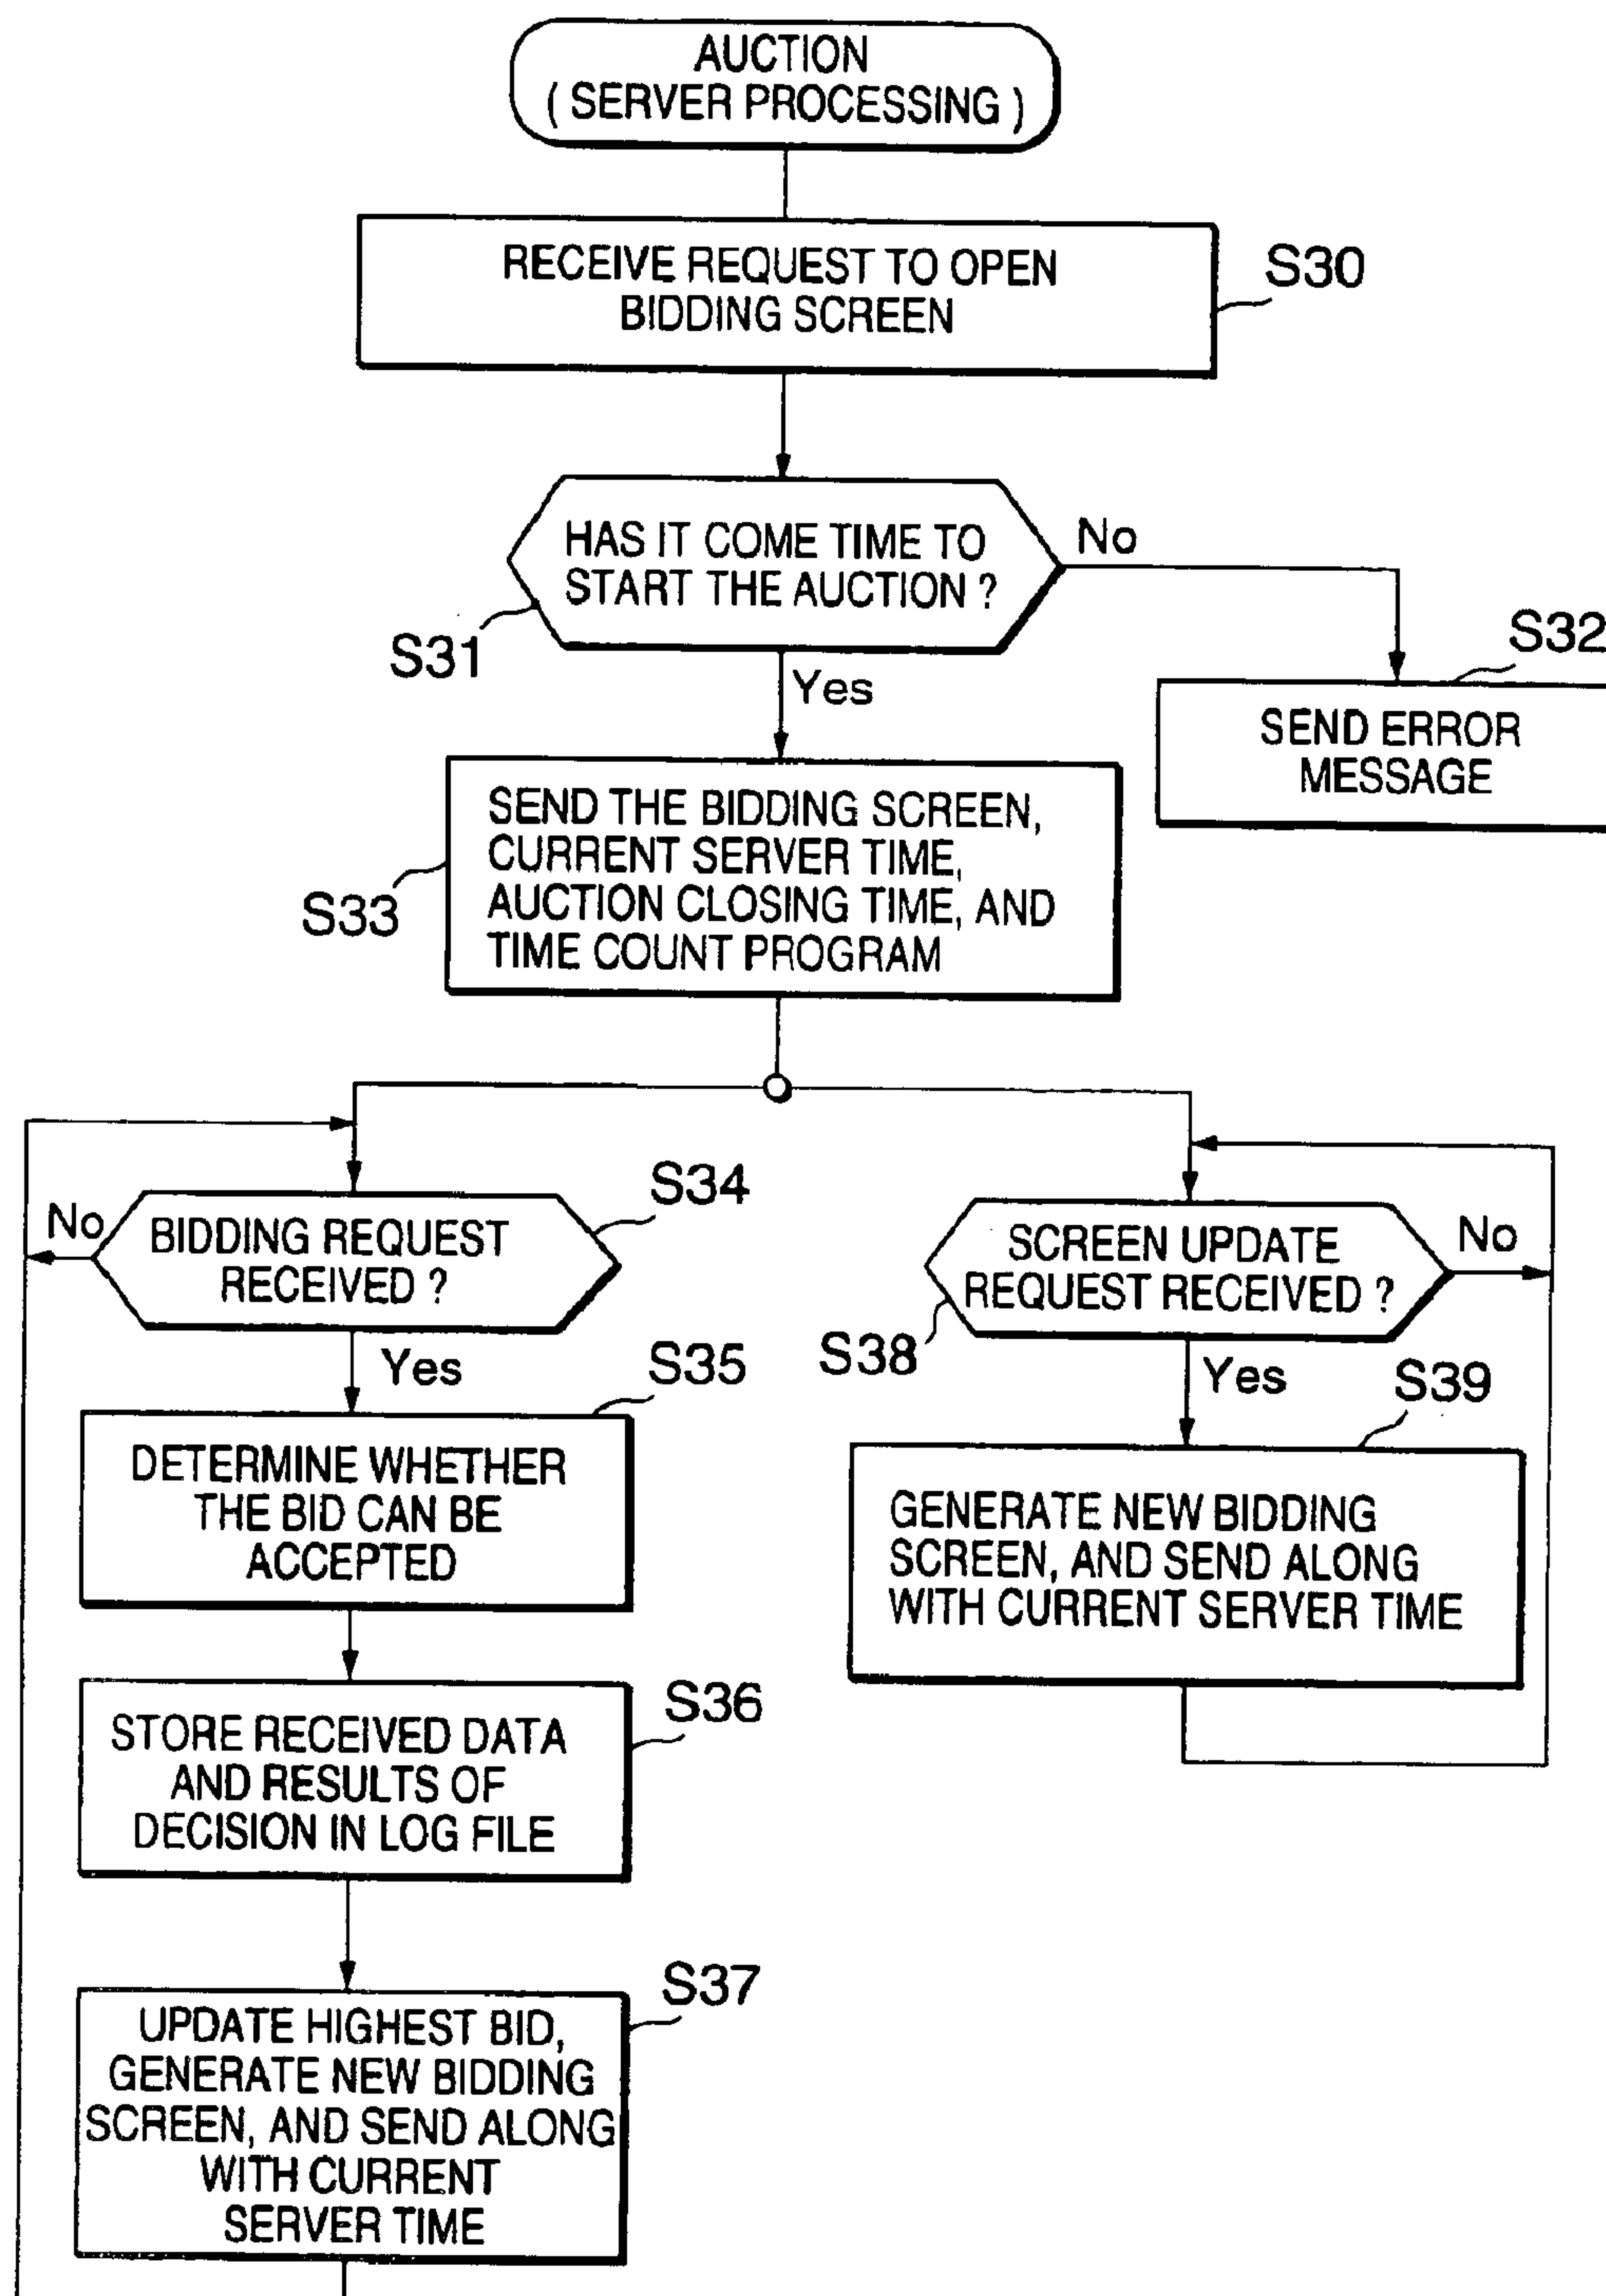 AUCTION
( SERVER PROCESSING )
RECEIVE REQUEST TO OPEN
BIDDING SCREEN
S30
HAS IT COME TIME TO
START THE AUCTION ?
No
S31
Yes
S32
SEND ERROR
MESSAGE
SEND THE BIDDING SCREEN,
CURRENT SERVER TIME,
AUCTION CLOSING TIME, AND
TIME COUNT PROGRAM
S33
S34
No
BIDDING REQUEST
RECEIVED ?
Yes
S35
DETERMINE WHETHER
THE BID CAN BE
ACCEPTED
S36
STORE RECEIVED DATA
AND RESULTS OF
DECISION IN LOG FILE
S37
UPDATE HIGHEST BID,
GENERATE NEW BIDDING
SCREEN, AND SEND ALONG
WITH CURRENT
SERVER TIME
SCREEN UPDATE
REQUEST RECEIVED ?
No
S38
Yes
S39
GENERATE NEW BIDDING
SCREEN, AND SEND ALONG
WITH CURRENT SERVER TIME